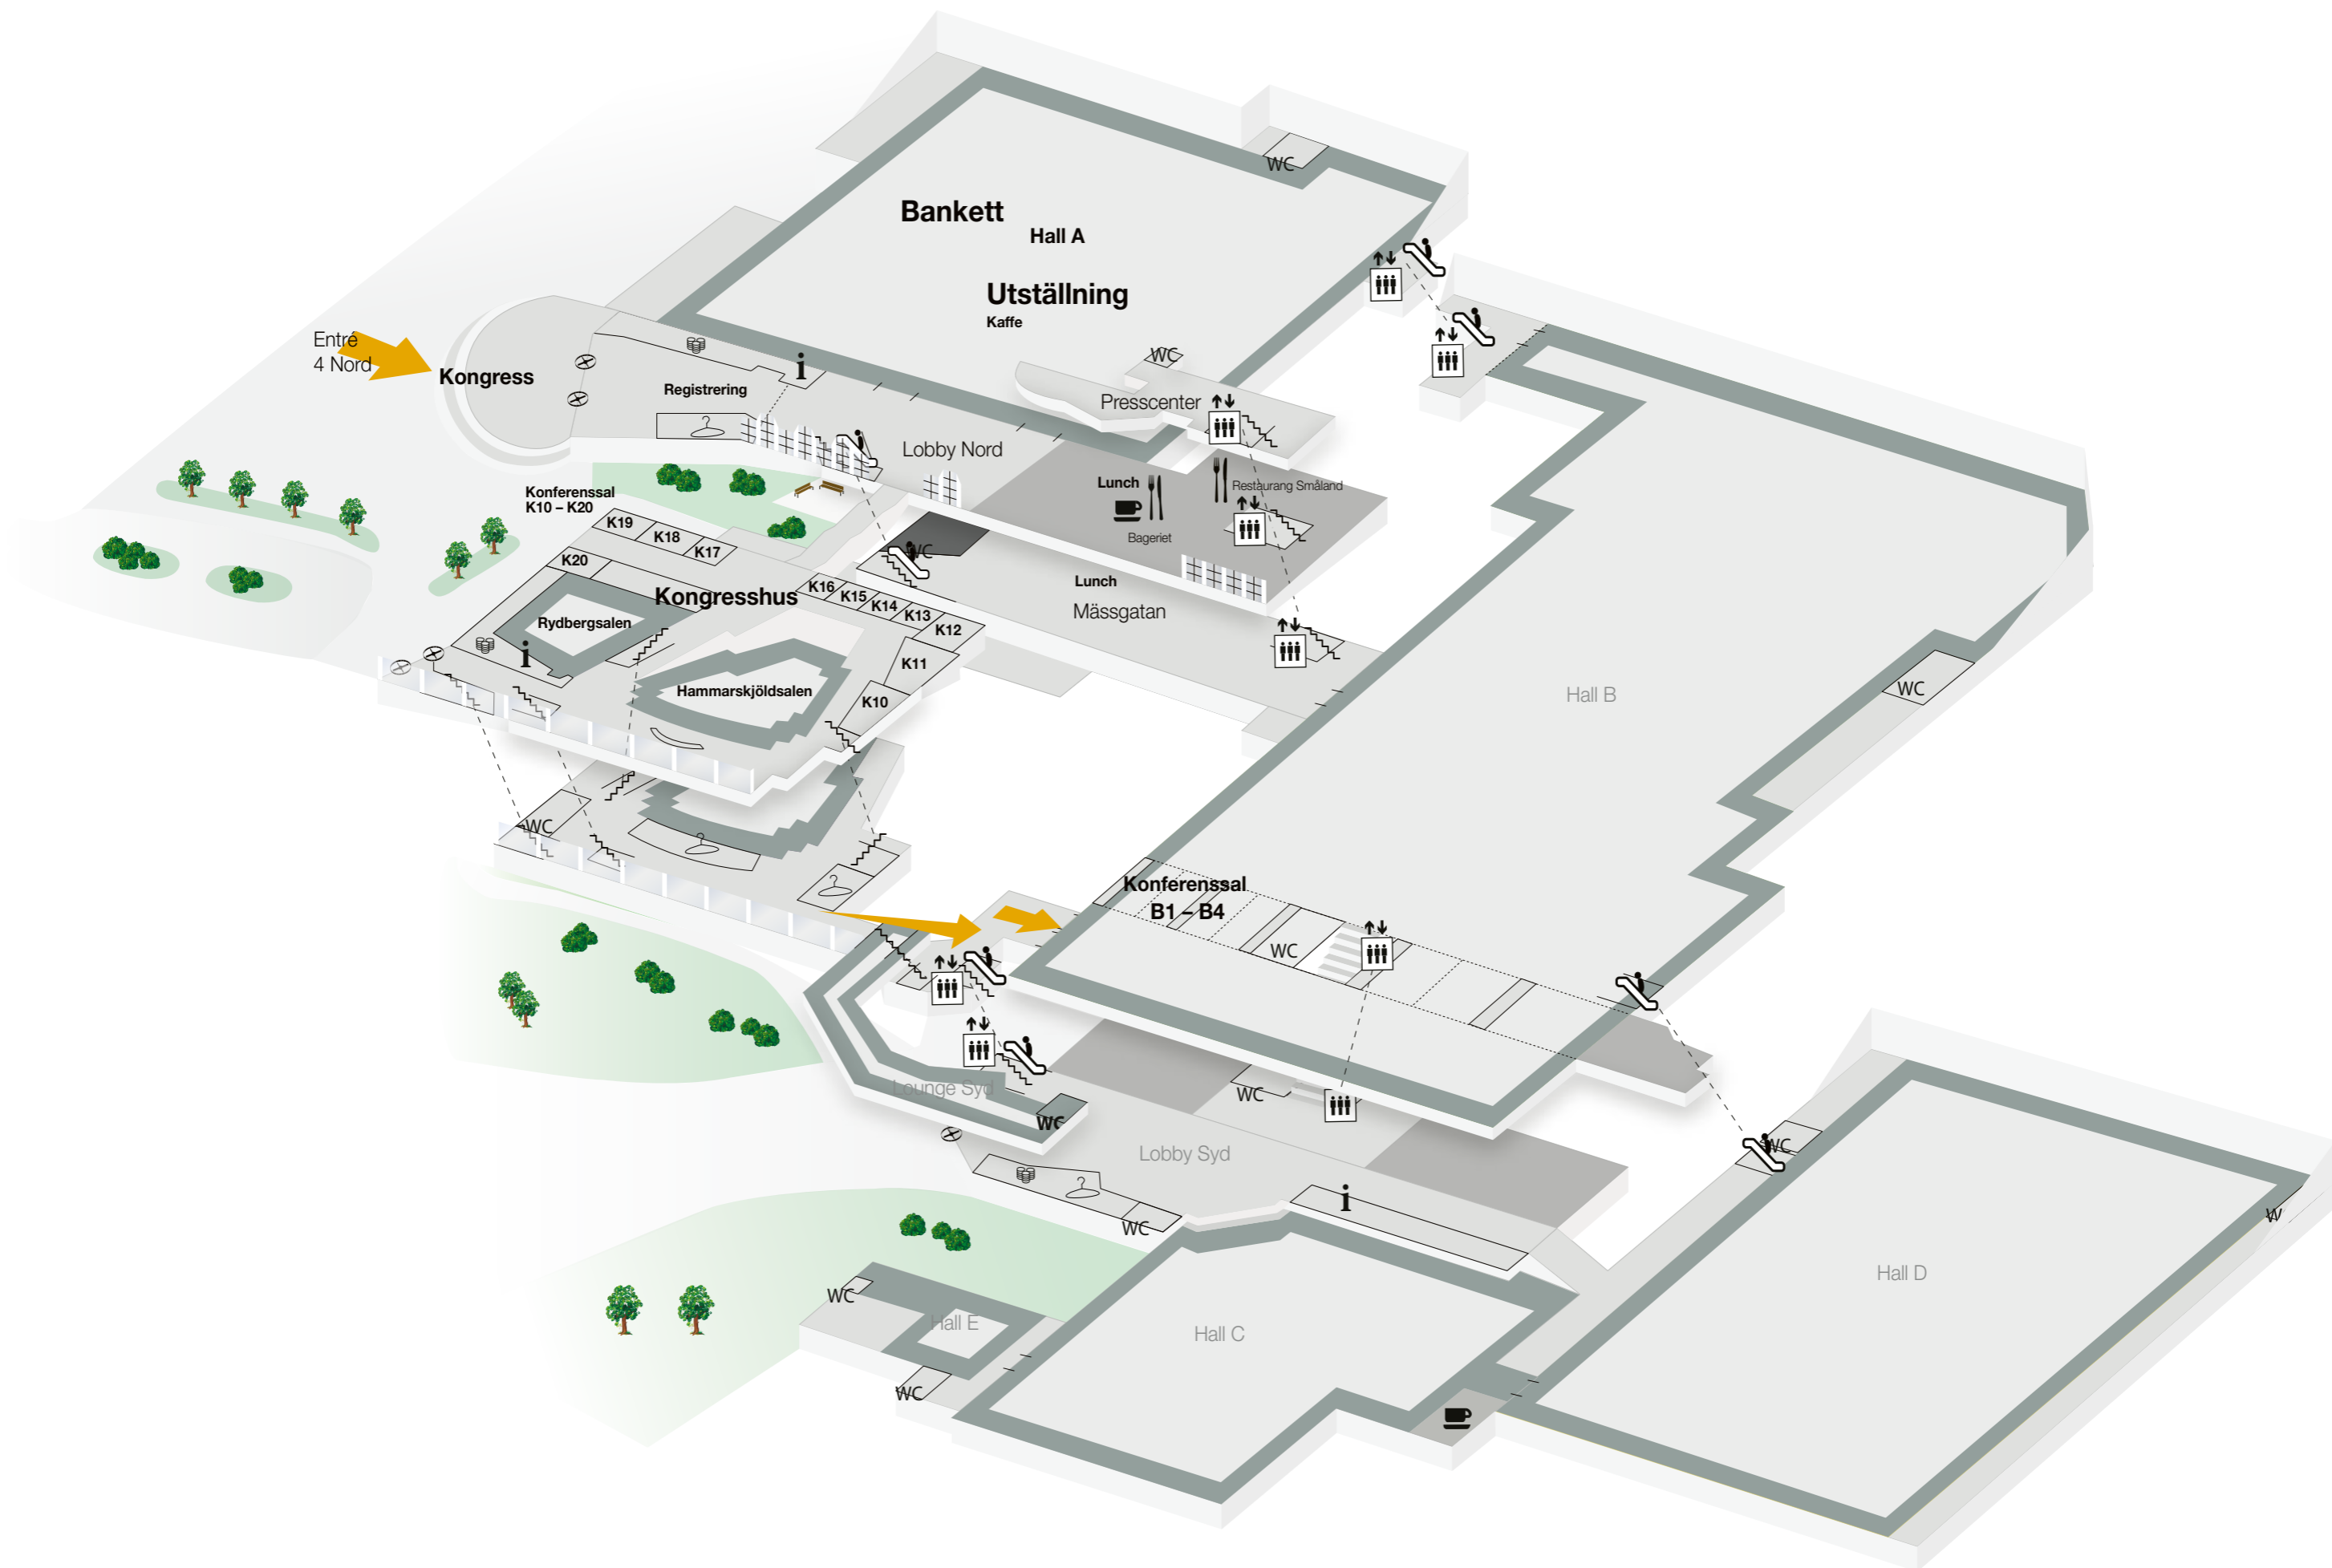 WC
Bankett
Hall A
Utställning
Kaffe
Entré
4 Nord
Kongress
i
Registrering
WC
Presscenter
Lobby Nord
Lunch
Restaurang Småland
Bageriet
Konferenssal
K10 – K20
K19
K18
K17
WC
K20
Kongresshus
K16
K15
K14
K13
K12
Lunch
Mässgatan
Rydbergsalen
i
K11
Hammarskjöldsalen
K10
Hall B
WC
WC
Konferenssal
B1 – B4
WC
Lounge Syd
WC
WC
Lobby Syd
WC
i
WC
W
Hall D
WC
Hall E
Hall C
WC